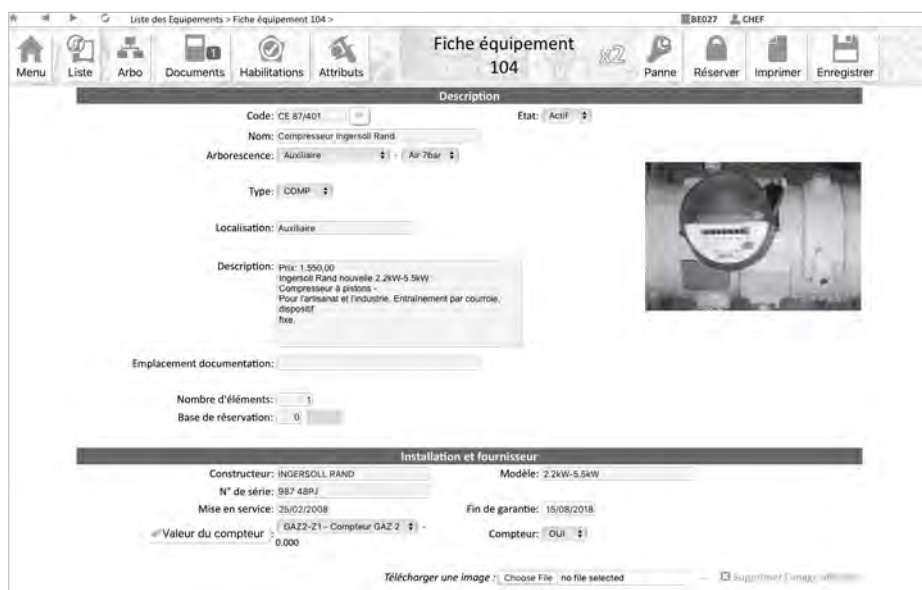 Liste des Equipements > Fiche équipement 104 >
BE027 CHEF
Menu Liste Arbo Documents 1 Habilitations Attributs Fiche équipement 104 x2 Panne Réserver Imprimer Enregistrer
Description
Code: CE 87/401 Etat: Actif
Nom: Compresseur Ingersoll Rand
Arborescence: Auxiliaire - Air 7bar
Type: COMP
Localisation: Auxiliaire
Description: Prix: 1.550,00
Ingersoll Rand nouvelle 2.2kW-5.5kW
Compresseur à pistons -
Pour l'artisanat et l'industrie. Entraînement par courroie,
dispositif
fixe.
Emplacement documentation:
Nombre d'éléments: 1
Base de réservation: 0
Installation et fournisseur
Constructeur: INGERSOLL RAND Modèle: 2.2kW-5.5kW
N° de série: 987 48PJ
Mise en service: 25/02/2008 Fin de garantie: 15/08/2018
Valeur du compteur : GAZ2-Z1 - Compteur GAZ 2 - Compteur: OUI
0.000
Télécharger une image : Choose File no file selected Supprimer l'image